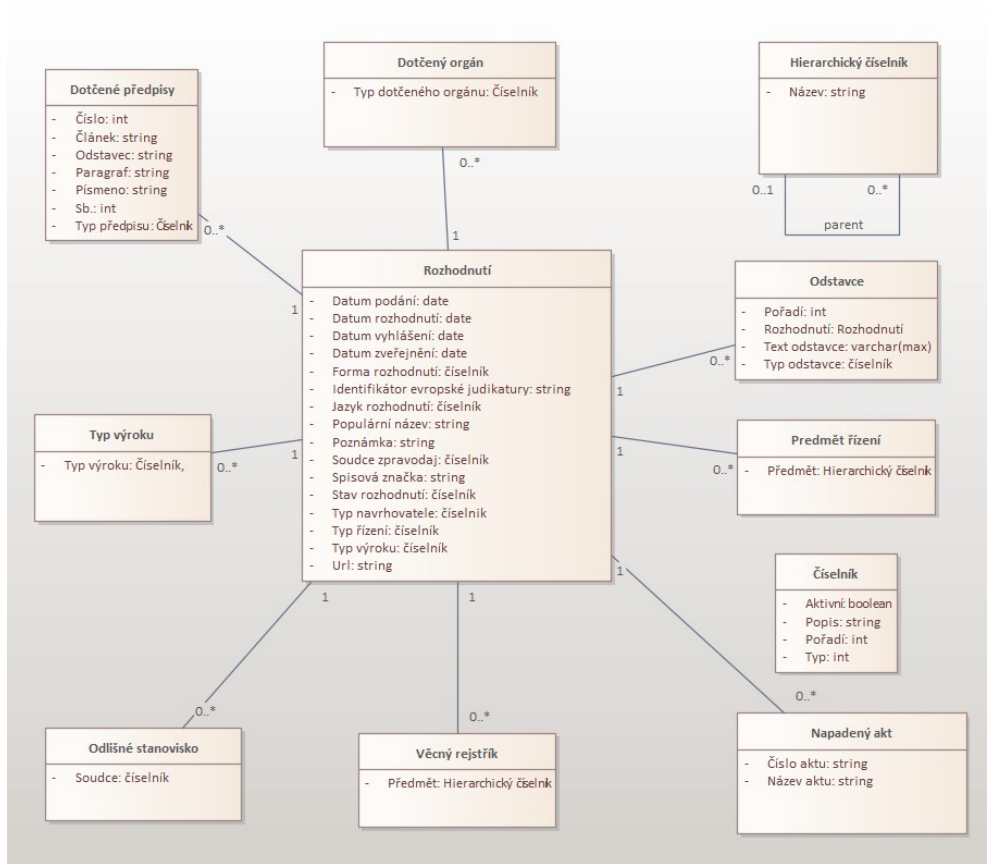 Dotčené předpisy
- Číslo: int
- Článek: string
- Odstavec: string
- Paragraf: string
- Písmeno: string
- Sb.: int
- Typ předpisu: Číselník
0..*
1
Dotčený orgán
- Typ dotčeného orgánu: Číselník
0..*
1
Hierarchický číselník
- Název: string
0..1
0..*
parent
Rozhodnutí
- Datum podání: date
- Datum rozhodnutí: date
- Datum vyhlášení: date
- Datum zveřejnění: date
- Forma rozhodnutí: číselník
- Identifikátor evropské judikatury: string
- Jazyk rozhodnutí: číselník
- Populární název: string
- Poznámka: string
- Soudce zpravodaj: číselník
- Spisová značka: string
- Stav rozhodnutí: číselník
- Typ navrhovatele: číselnik
- Typ řízení: číselník
- Typ výroku: číselník
- Url: string
Odstavce
- Pořadí: int
- Rozhodnutí: Rozhodnutí
- Text odstavce: varchar(max)
- Typ odstavce: číselník
0..*
1
Typ výroku
- Typ výroku: Číselník,
0..*
1
Predmět řízení
- Předmět: Hierarchický číselník
0..*
1
Číselník
- Aktivní: boolean
- Popis: string
- Pořadí: int
- Typ: int
1
1
1
0..*
0..*
0..*
Odlišné stanovisko
- Soudce: číselník
Věcný rejstřík
- Předmět: Hierarchický číselník
Napadený akt
- Číslo aktu: string
- Název aktu: string